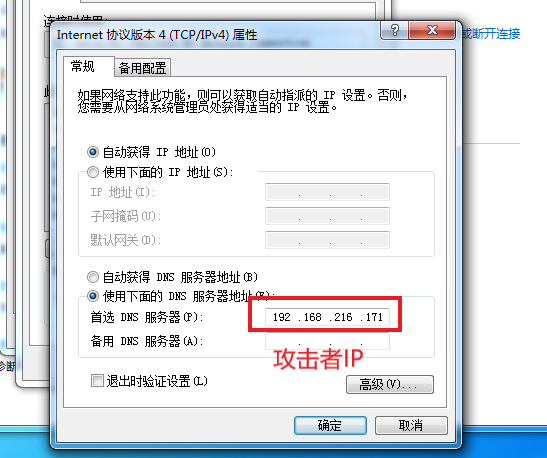 连接时使用:
或断开连接
此
诊断
Internet 协议版本 4 (TCP/IPv4) 属性
?
常规
备用配置
如果网络支持此功能，则可以获取自动指派的 IP 设置。否则，
您需要从网络系统管理员处获得适当的 IP 设置。
自动获得 IP 地址(O)
使用下面的 IP 地址(S):
IP 地址(I):
子网掩码(U):
默认网关(D):
自动获得 DNS 服务器地址(B)
使用下面的 DNS 服务器地址(E):
首选 DNS 服务器(P): 192 .168 .216 .171
备用 DNS 服务器(A):
攻击者IP
退出时验证设置(L)
高级(V)...
确定
取消